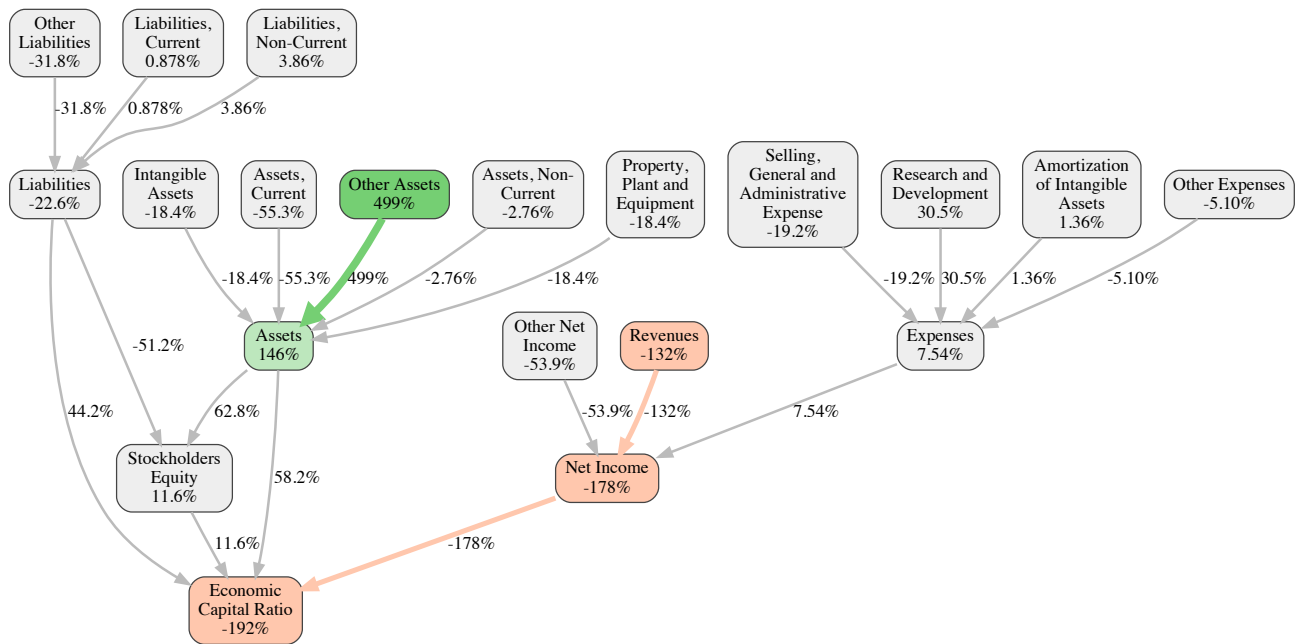 Other
Liabilities
-31.8%
Liabilities,
Current
0.878%
Liabilities,
Non-Current
3.86%
-31.8%
0.878%
3.86%
Liabilities
-22.6%
Intangible
Assets
-18.4%
Assets,
Current
-55.3%
Other Assets
499%
Assets, Non-
Current
-2.76%
Property,
Plant and
Equipment
-18.4%
Selling,
General and
Administrative
Expense
-19.2%
Research and
Development
30.5%
Amortization
of Intangible
Assets
1.36%
Other Expenses
-5.10%
-18.4%
-55.3%
499%
-2.76%
-18.4%
-19.2%
30.5%
1.36%
-5.10%
-51.2%
Assets
146%
Other Net
Income
-53.9%
Revenues
-132%
Expenses
7.54%
44.2%
62.8%
-53.9%
-132%
7.54%
Stockholders
Equity
11.6%
58.2%
Net Income
-178%
11.6%
-178%
Economic
Capital Ratio
-192%